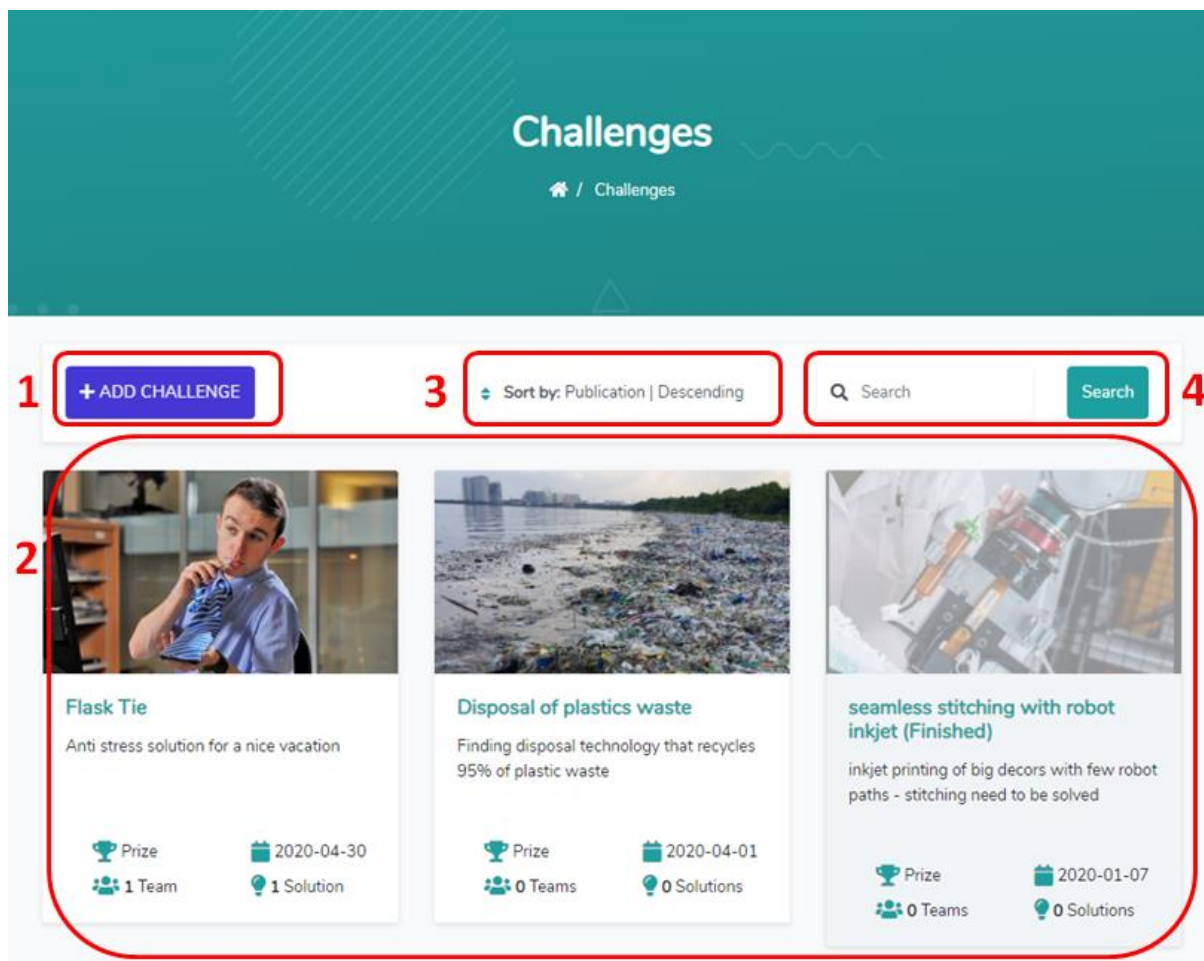 Challenges
/ Challenges
1
+ ADD CHALLENGE
3
Sort by: Publication | Descending
Search
Search
4
2
Flask Tie
Anti stress solution for a nice vacation
Prize
2020-04-30
1 Team
1 Solution
Disposal of plastics waste
Finding disposal technology that recycles
95% of plastic waste
Prize
2020-04-01
0 Teams
0 Solutions
seamless stitching with robot
inkjet (Finished)
inkjet printing of big decors with few robot
paths - stitching need to be solved
Prize
2020-01-07
0 Teams
0 Solutions